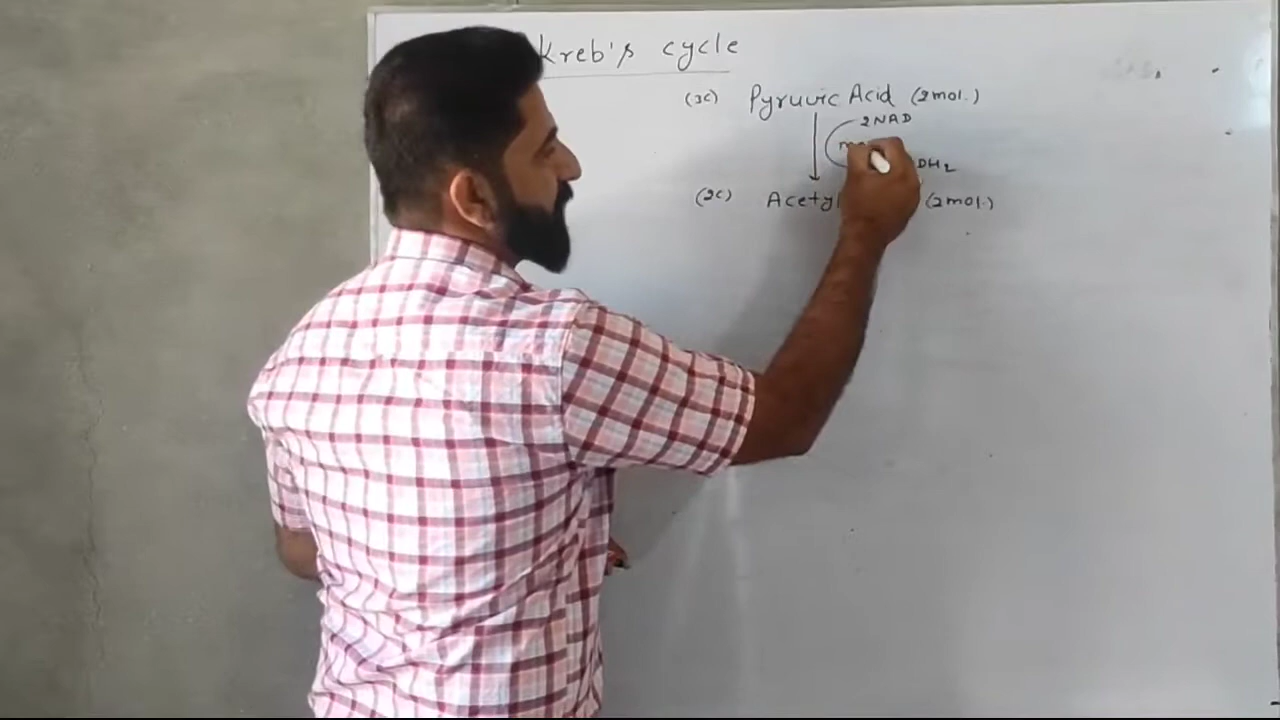 Kreb's cycle
(3C) Pyruvic Acid (2mol.)
2NAD
DH2
(2C) Acetyl (2mol.)